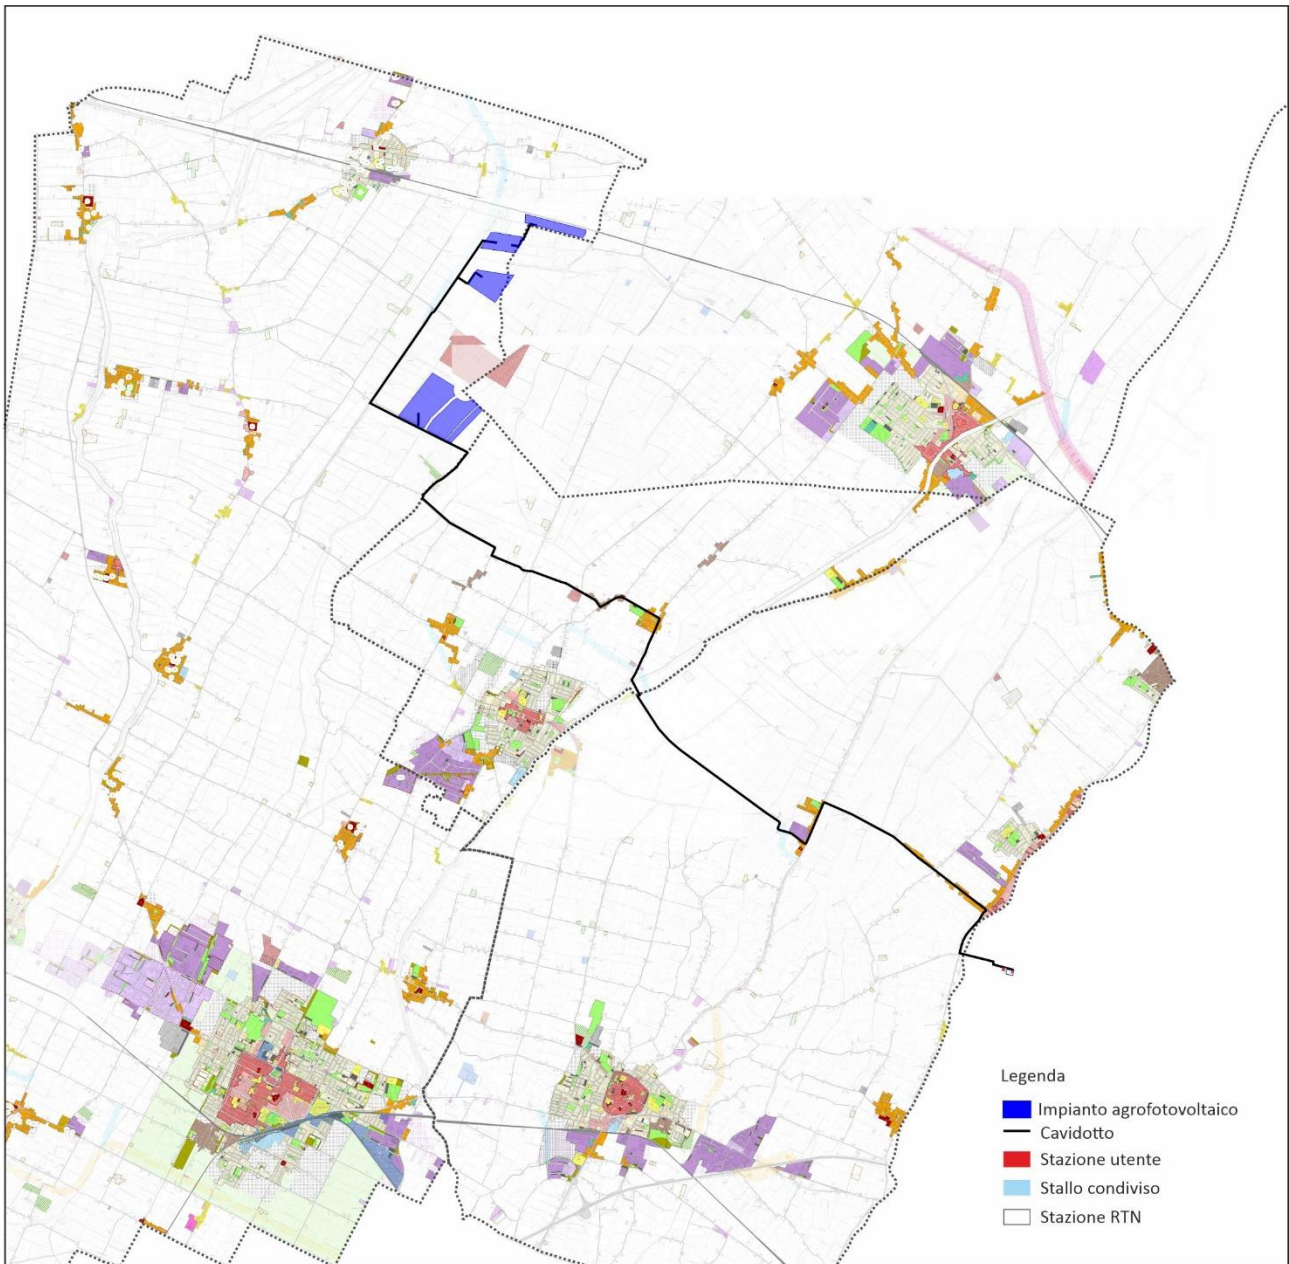 Legenda
Impianto agrofotovoltaico
Cavidotto
Stazione utente
Stallo condiviso
Stazione RTN